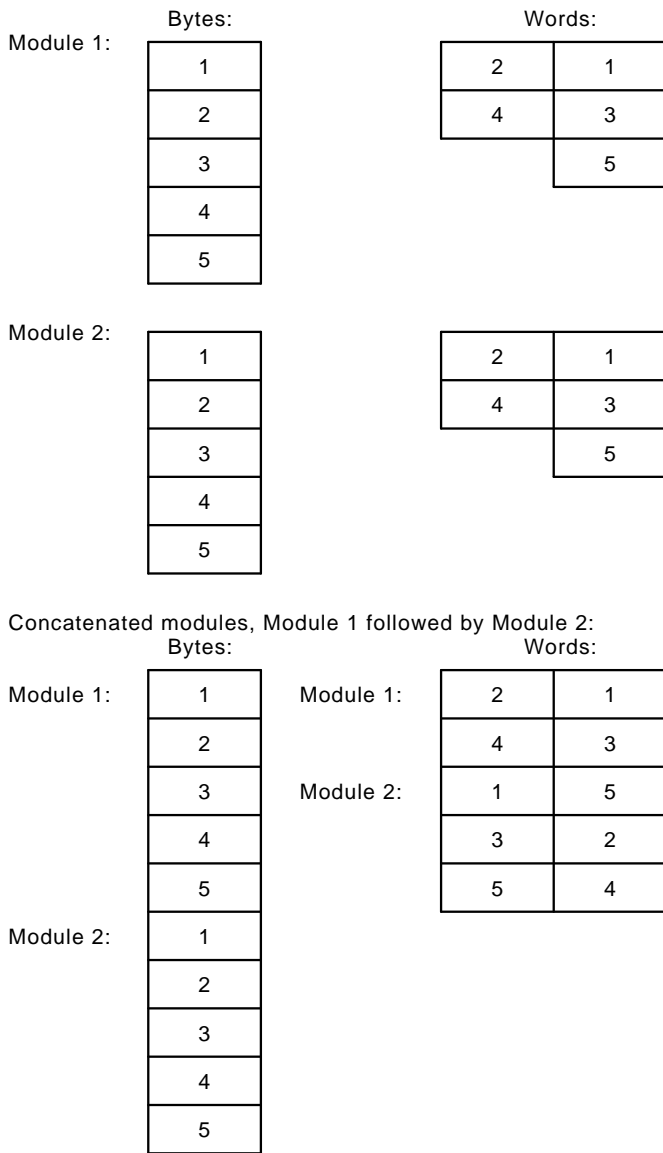 Bytes: Words:
Module 1:
1 2 1
2 4 3
3 5
4
5
Module 2:
1 2 1
2 4 3
3 5
4
5
Concatenated modules, Module 1 followed by Module 2:
Bytes: Words:
Module 1: 1 Module 1: 2 1
2 4 3
3 Module 2: 1 5
4 3 2
5 5 4
Module 2: 1
2
3
4
5